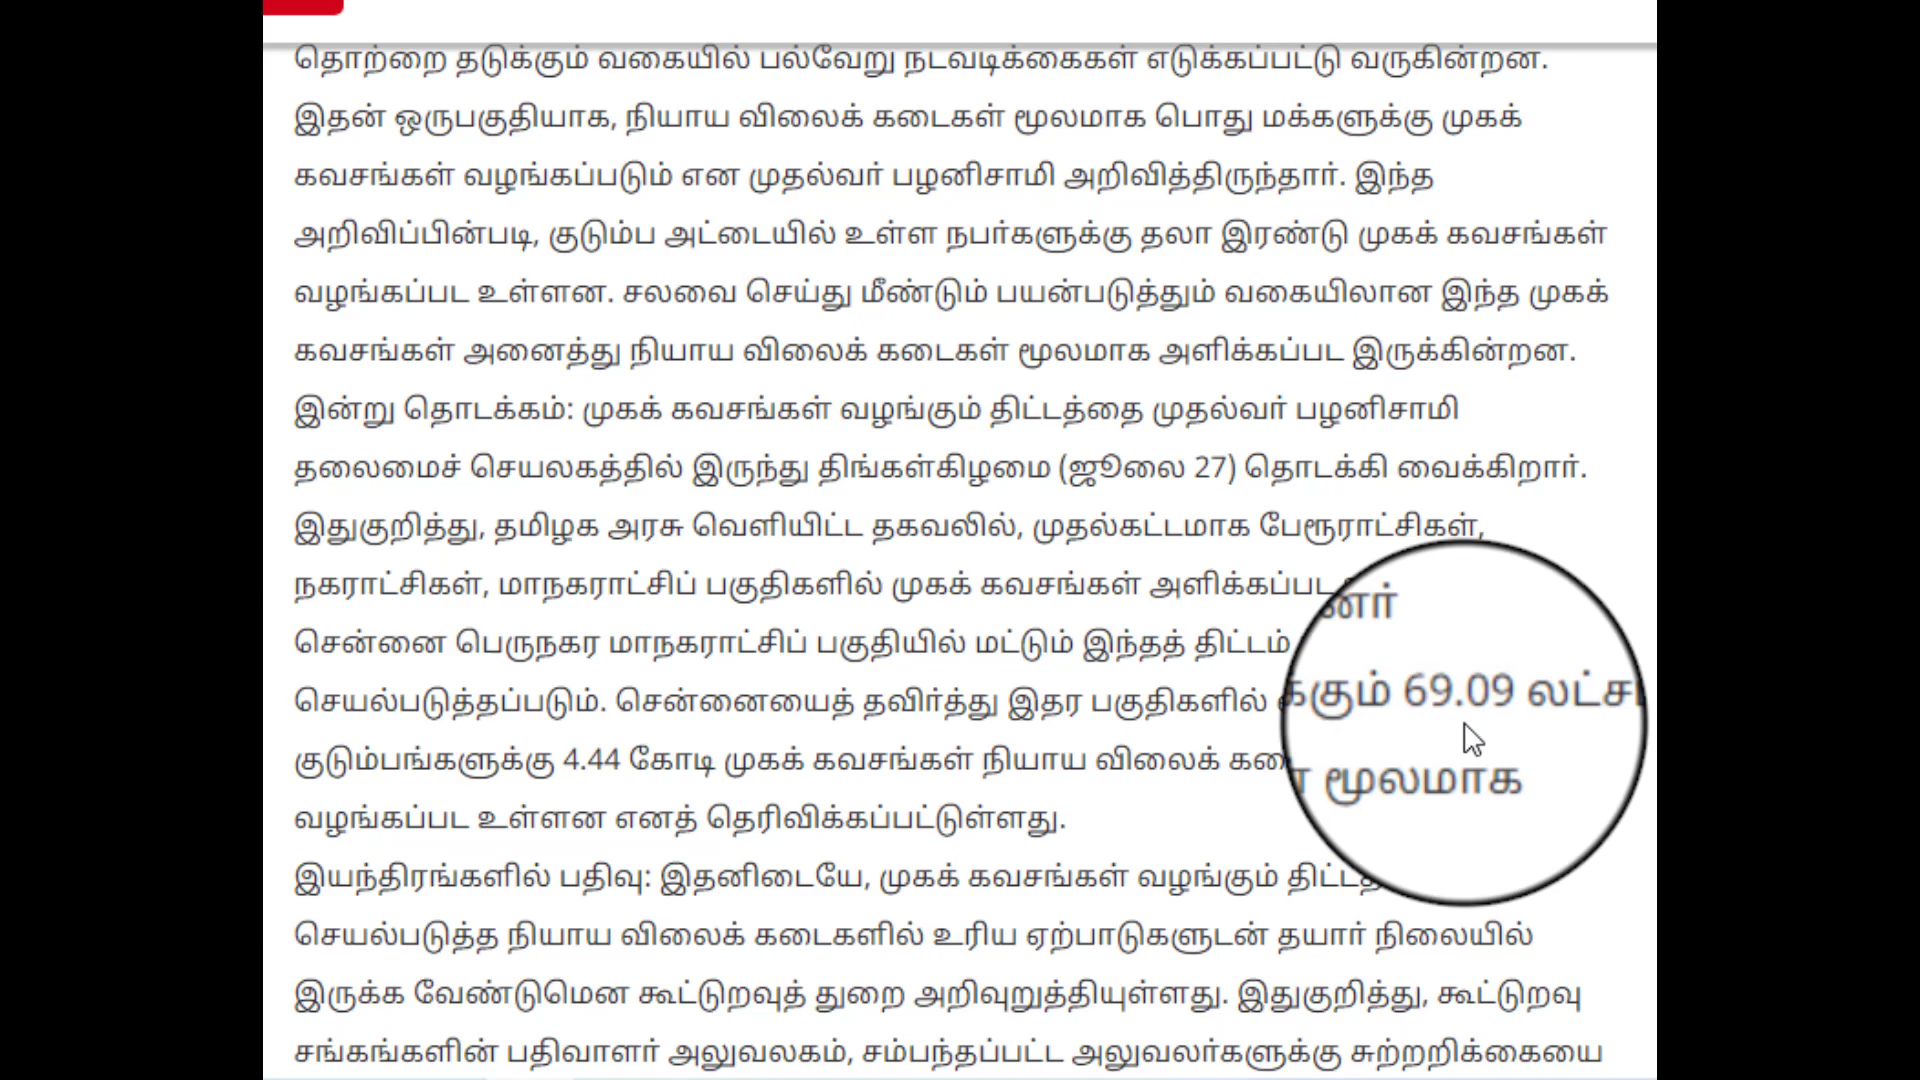 தொற்றை தடுக்கும் வகையில் பல்வேறு நடவடிக்கைகள் எடுக்கப்பட்டு வருகின்றன.
இதன் ஒருபகுதியாக, நியாய விலைக் கடைகள் மூலமாக பொது மக்களுக்கு முகக்
கவசங்கள் வழங்கப்படும் என முதல்வர் பழனிசாமி அறிவித்திருந்தார். இந்த
அறிவிப்பின்படி, குடும்ப அட்டையில் உள்ள நபர்களுக்கு தலா இரண்டு முகக் கவசங்கள்
வழங்கப்பட உள்ளன. சலவை செய்து மீண்டும் பயன்படுத்தும் வகையிலான இந்த முகக்
கவசங்கள் அனைத்து நியாய விலைக் கடைகள் மூலமாக அளிக்கப்பட இருக்கின்றன.
இன்று தொடக்கம்: முகக் கவசங்கள் வழங்கும் திட்டத்தை முதல்வர் பழனிசாமி
தலைமைச் செயலகத்தில் இருந்து திங்கள்கிழமை (ஜூலை 27) தொடக்கி வைக்கிறார்.
இதுகுறித்து, தமிழக அரசு வெளியிட்ட தகவலில், முதல்கட்டமாக பேரூராட்சிகள்,
நகராட்சிகள், மாநகராட்சிப் பகுதிகளில் முகக் கவசங்கள் அளிக்கப்பட
சென்னை பெருநகர மாநகராட்சிப் பகுதியில் மட்டும் இந்தத் திட்டம்
செயல்படுத்தப்படும். சென்னையைத் தவிர்த்து இதர பகுதிகளில் க்கும் 69.09 லட்ச
குடும்பங்களுக்கு 4.44 கோடி முகக் கவசங்கள் நியாய விலைக் மூலமாக
வழங்கப்பட உள்ளன எனத் தெரிவிக்கப்பட்டுள்ளது.
இயந்திரங்களில் பதிவு: இதனிடையே, முகக் கவசங்கள் வழங்கும்
செயல்படுத்த நியாய விலைக் கடைகளில் உரிய ஏற்பாடுகளுடன் தயார் நிலையில்
இருக்க வேண்டுமென கூட்டுறவுத் துறை அறிவுறுத்தியுள்ளது. இதுகுறித்து, கூட்டுறவு
சங்கங்களின் பதிவாளர் அலுவலகம், சம்பந்தப்பட்ட அலுவலர்களுக்கு சுற்றறிக்கையை